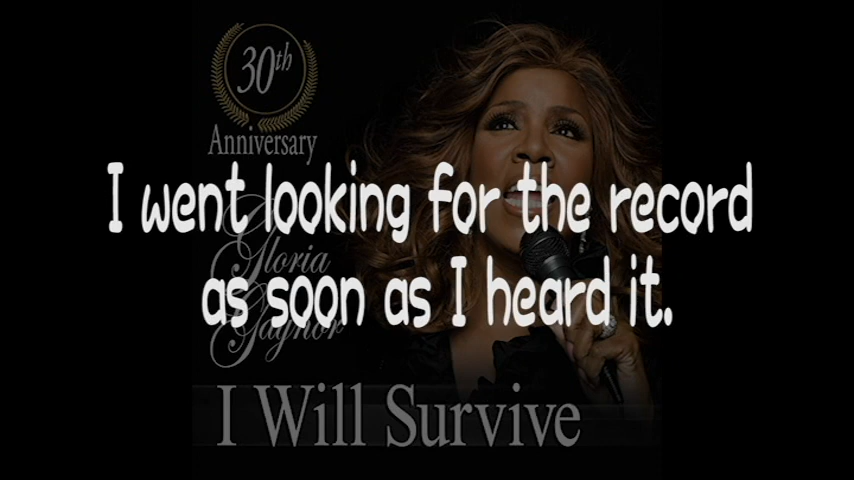 30th
Anniversary
I went looking for the record
Gloria
as soon as I heard it.
Gaynor
I Will Survive